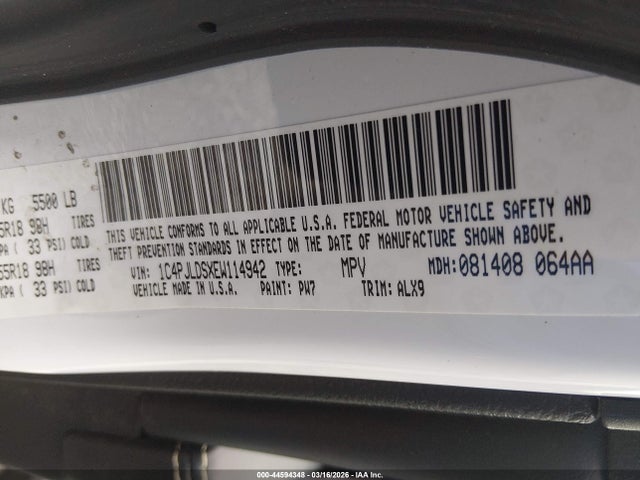 KG 5500 LB
5R18 98H TIRES
PA ( 33 PSI) COLD
55R18 98H TIRES
KPA ( 33 PSI) COLD
THIS VEHICLE CONFORMS TO ALL APPLICABLE U.S.A. FEDERAL MOTOR VEHICLE SAFETY AND
THEFT PREVENTION STANDARDS IN EFFECT ON THE DATE OF MANUFACTURE SHOWN ABOVE.
VIN: 1C4PJLDSXEW114942 TYPE: MPV MDH: 081408 064AA
VEHICLE MADE IN U.S.A. PAINT: PW7 TRIM: ALX9
000-44594348 | 03/16/2026 | IAA Inc.